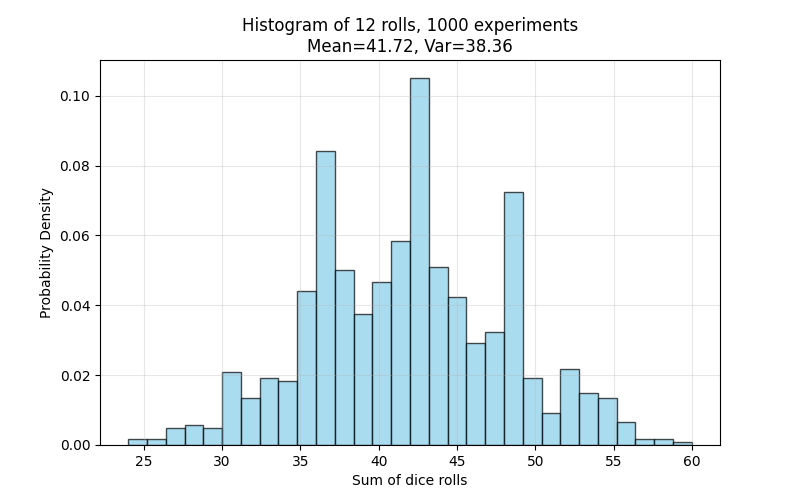 Histogram of 12 rolls, 1000 experiments
Mean=41.72, Var=38.36
Probability Density
0.10
0.08
0.06
0.04
0.02
0.00
25 30 35 40 45 50 55 60
Sum of dice rolls